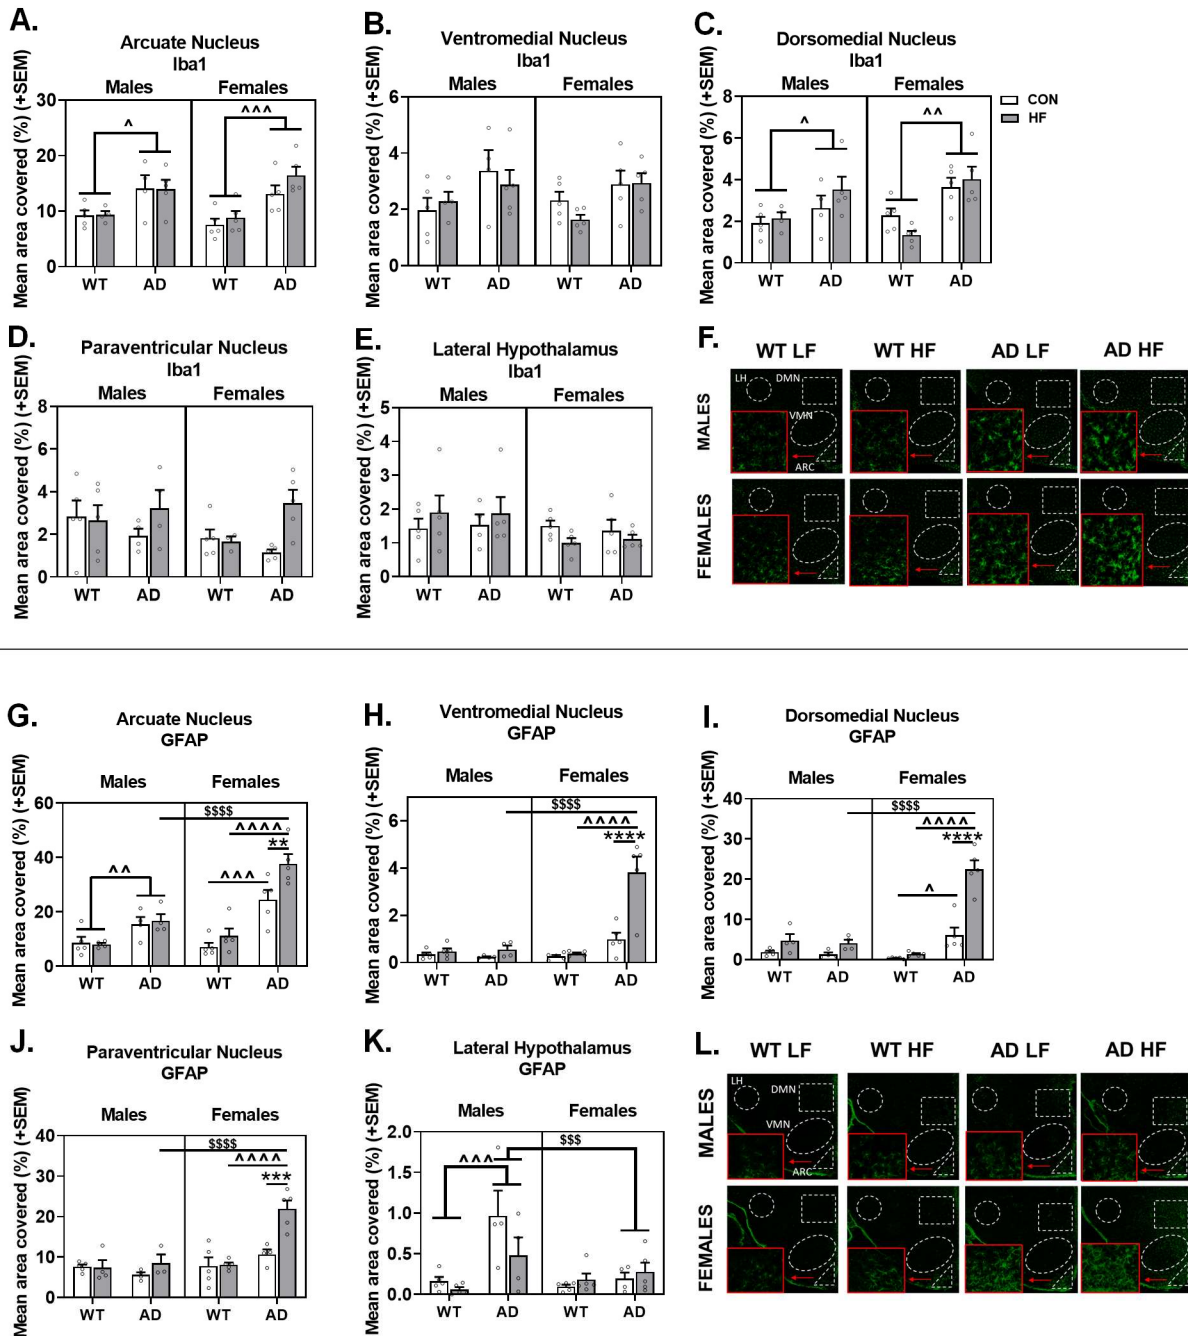 A.
Arcuate Nucleus
Iba1
Males Females
Mean area covered (%) (+SEM)
30
20
10
0
^
^^^
WT AD WT AD
B.
Ventromedial Nucleus
Iba1
Males Females
Mean area covered (%) (+SEM)
6
4
2
0
WT AD WT AD
C.
Dorsomedial Nucleus
Iba1
Males Females
Mean area covered (%) (+SEM)
8
6
4
2
0
^
^^
WT AD WT AD
CON
HF
D.
Paraventricular Nucleus
Iba1
Males Females
Mean area covered (%) (+SEM)
8
6
4
2
0
WT AD WT AD
E.
Lateral Hypothalamus
Iba1
Males Females
Mean area covered (%) (+SEM)
5
4
3
2
1
0
WT AD WT AD
F.
WT LF WT HF AD LF AD HF
MALES
LH DMN
VMN
ARC
FEMALES
G.
Arcuate Nucleus
GFAP
Males Females
Mean area covered (%) (+SEM)
60
40
20
0
$$$$
^^^^
**
^^
^^^
WT AD WT AD
H.
Ventromedial Nucleus
GFAP
Males Females
Mean area covered (%) (+SEM)
6
4
2
0
$$$$
^^^^
****
WT AD WT AD
I.
Dorsomedial Nucleus
GFAP
Males Females
Mean area covered (%) (+SEM)
40
30
20
10
0
$$$$
^^^^
****
^
WT AD WT AD
J.
Paraventricular Nucleus
GFAP
Males Females
Mean area covered (%) (+SEM)
40
30
20
10
0
$$$$
^^^^
***
WT AD WT AD
K.
Lateral Hypothalamus
GFAP
Males Females
Mean area covered (%) (+SEM)
2.0
1.5
1.0
0.5
0.0
^^^
$$$
WT AD WT AD
L.
WT LF WT HF AD LF AD HF
MALES
LH
DMN
VMN
ARC
FEMALES